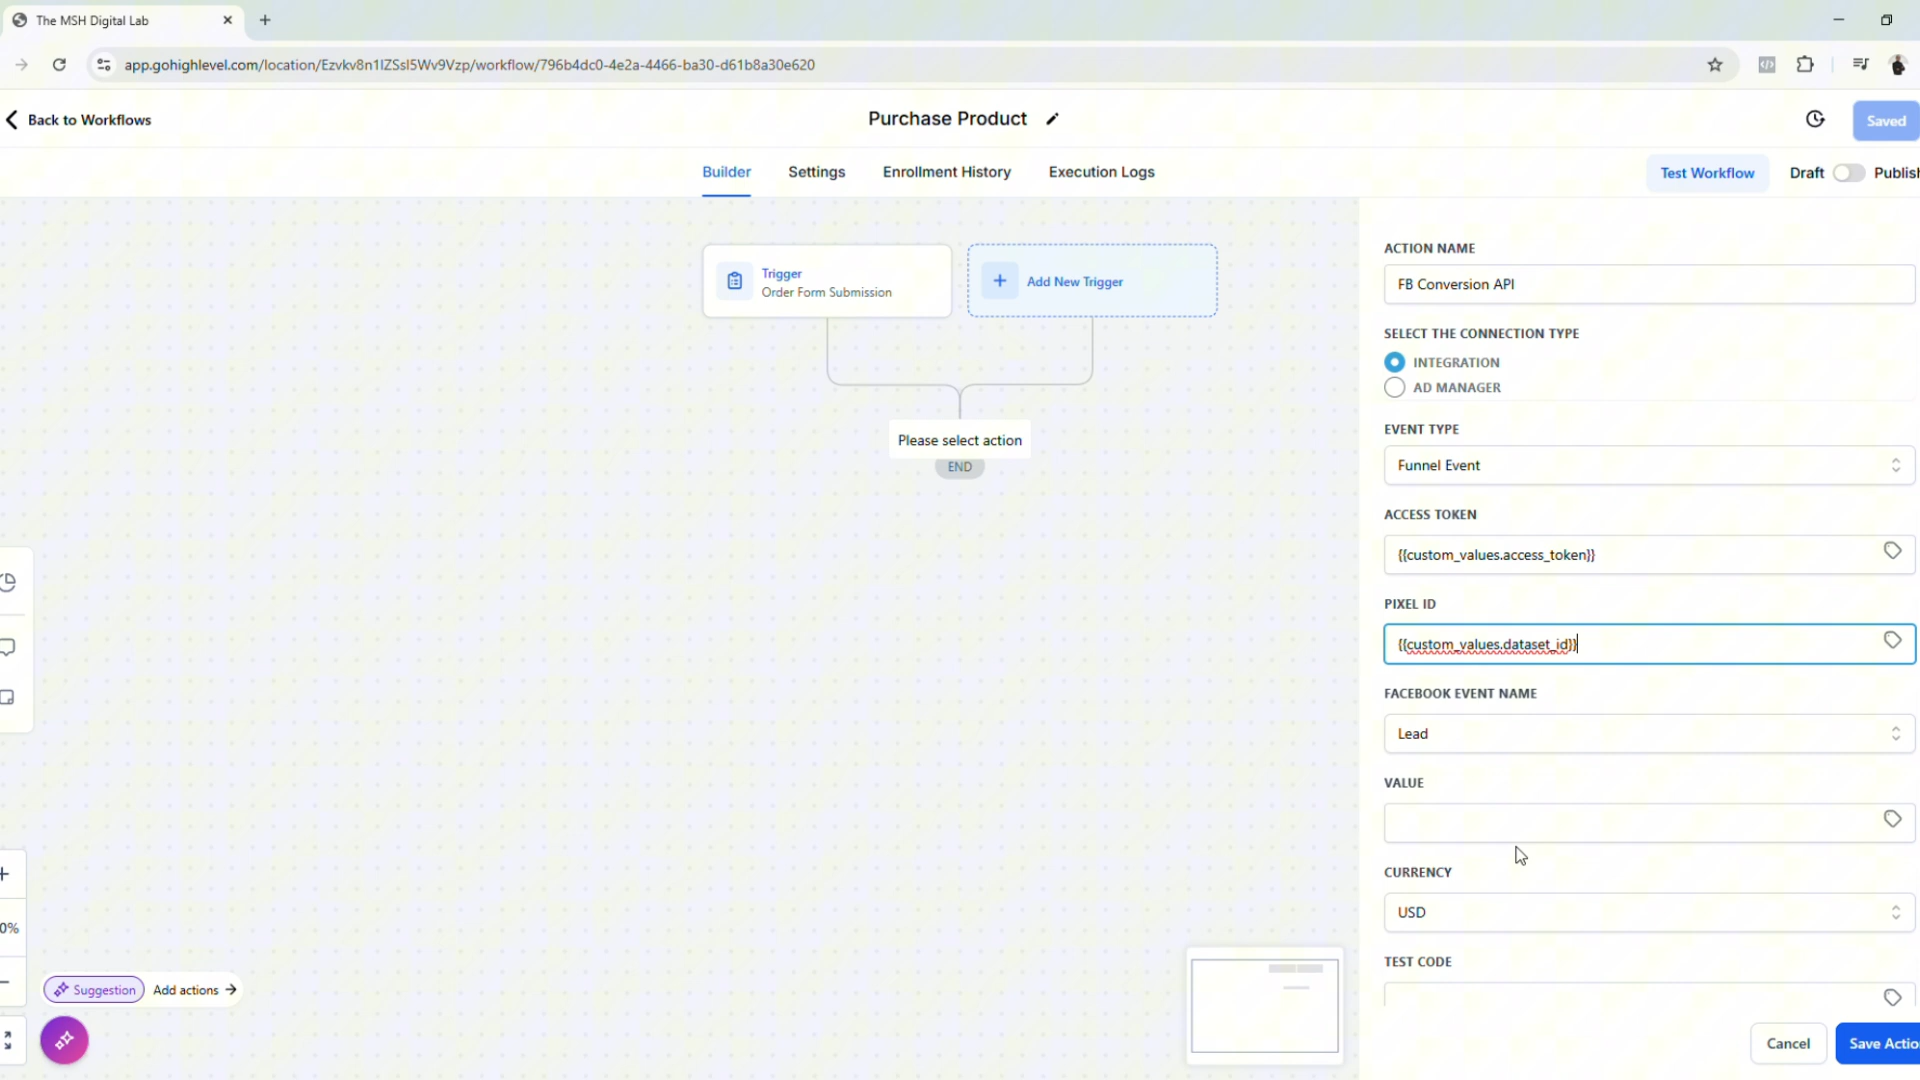 The MSH Digital Lab
app.gohighlevel.com/location/Ezvkv8n1IZSsI5Wv9Vzp/workflow/796b4dc0-4e2a-4466-ba30-d61b8a30e620
Back to Workflows
Purchase Product
Saved
Builder
Settings
Enrollment History
Execution Logs
Test Workflow
Draft
Publish
Trigger
Order Form Submission
Add New Trigger
Please select action
END
ACTION NAME
FB Conversion API
SELECT THE CONNECTION TYPE
INTEGRATION
AD MANAGER
EVENT TYPE
Funnel Event
ACCESS TOKEN
{{custom_values.access_token}}
PIXEL ID
{{custom_values.dataset_id}}
FACEBOOK EVENT NAME
Lead
VALUE
CURRENCY
USD
TEST CODE
0%
Suggestion
Add actions
Cancel
Save Actio